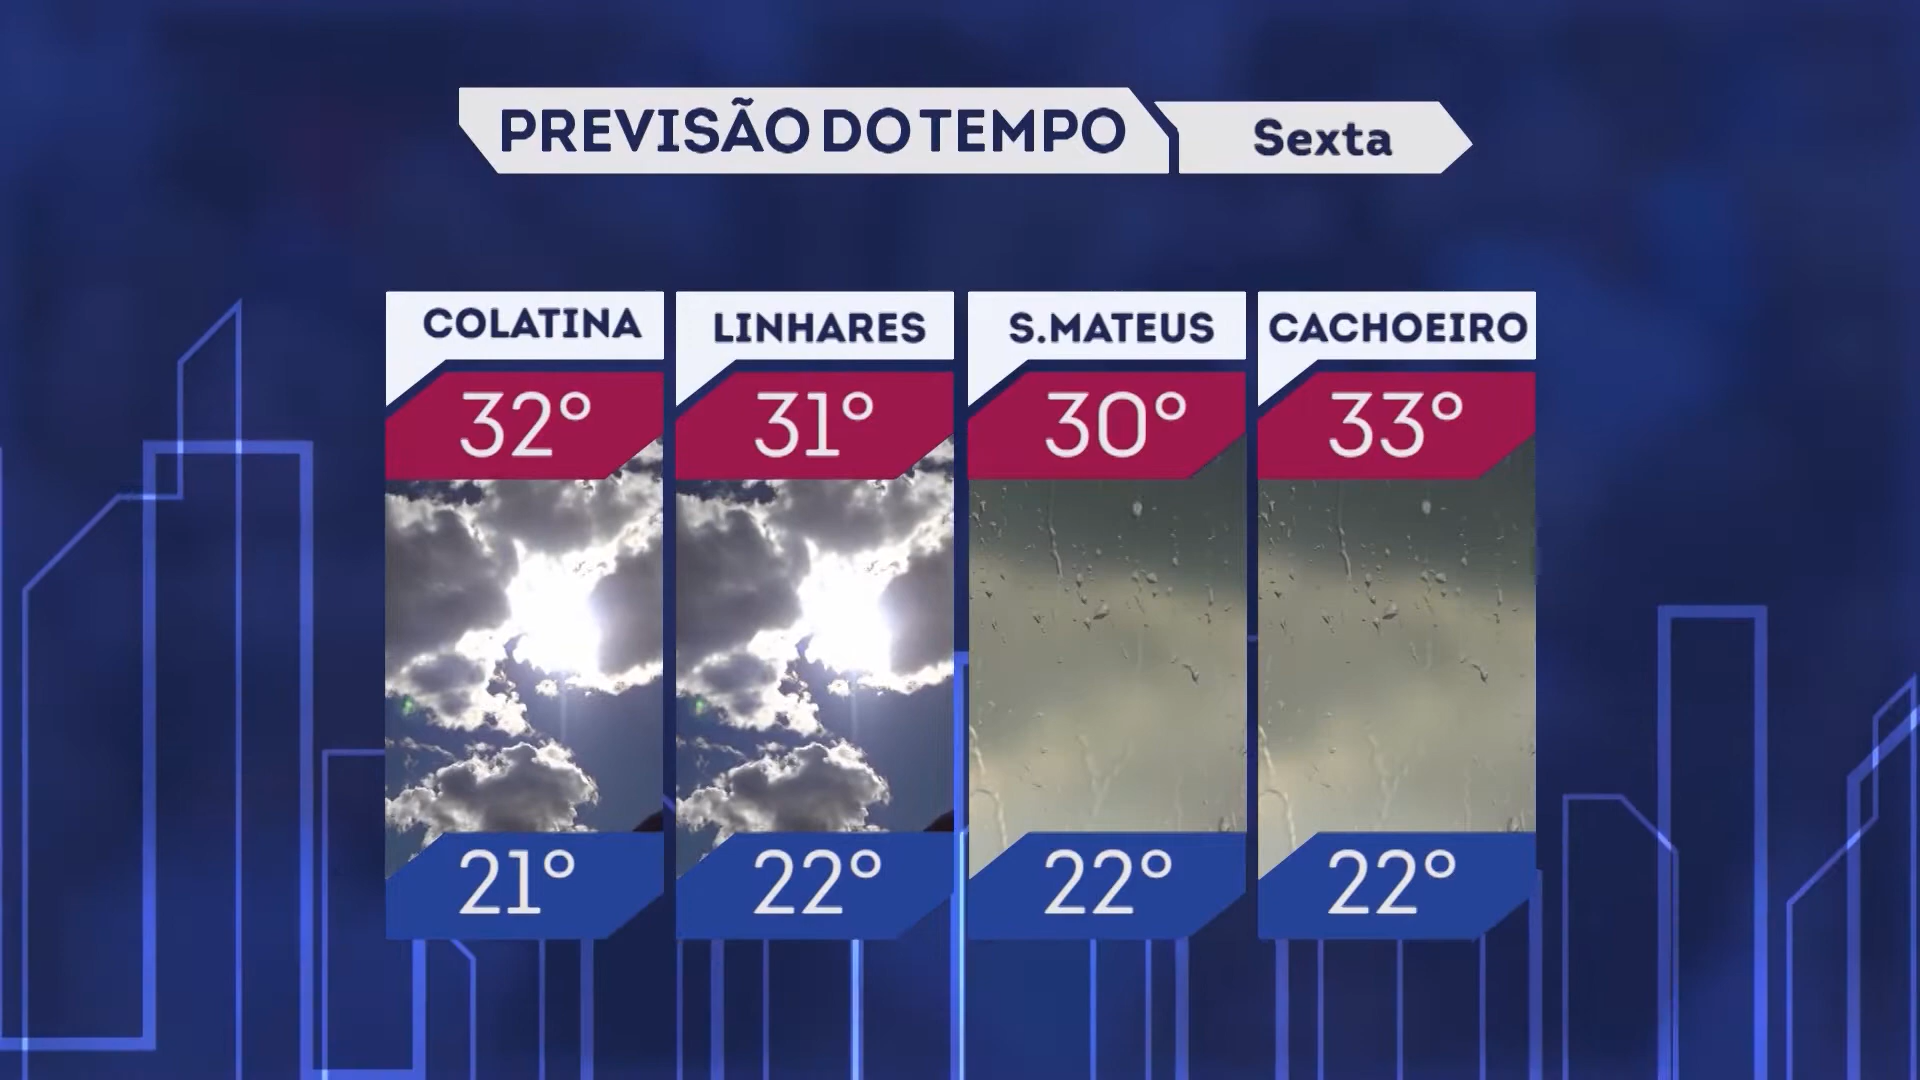 PREVISÃO DO TEMPO
Sexta
COLATINA
LINHARES
S.MATEUS
CACHOEIRO
32°
31°
30°
33°
21°
22°
22°
22°